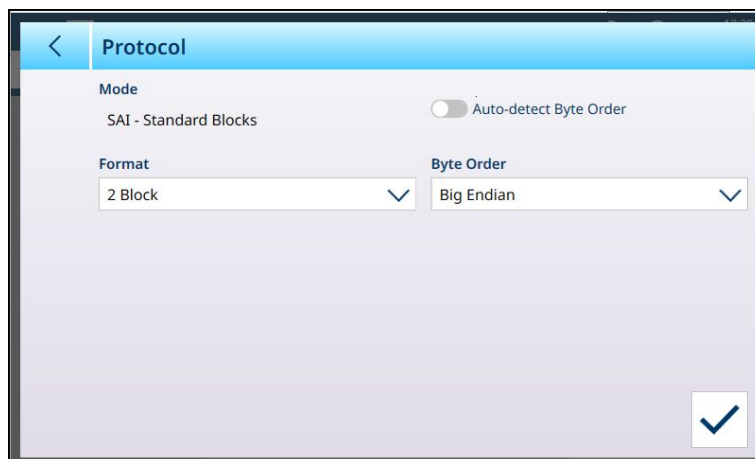 Protocol
Mode
SAI - Standard Blocks
Auto-detect Byte Order
Format
2 Block
Byte Order
Big Endian